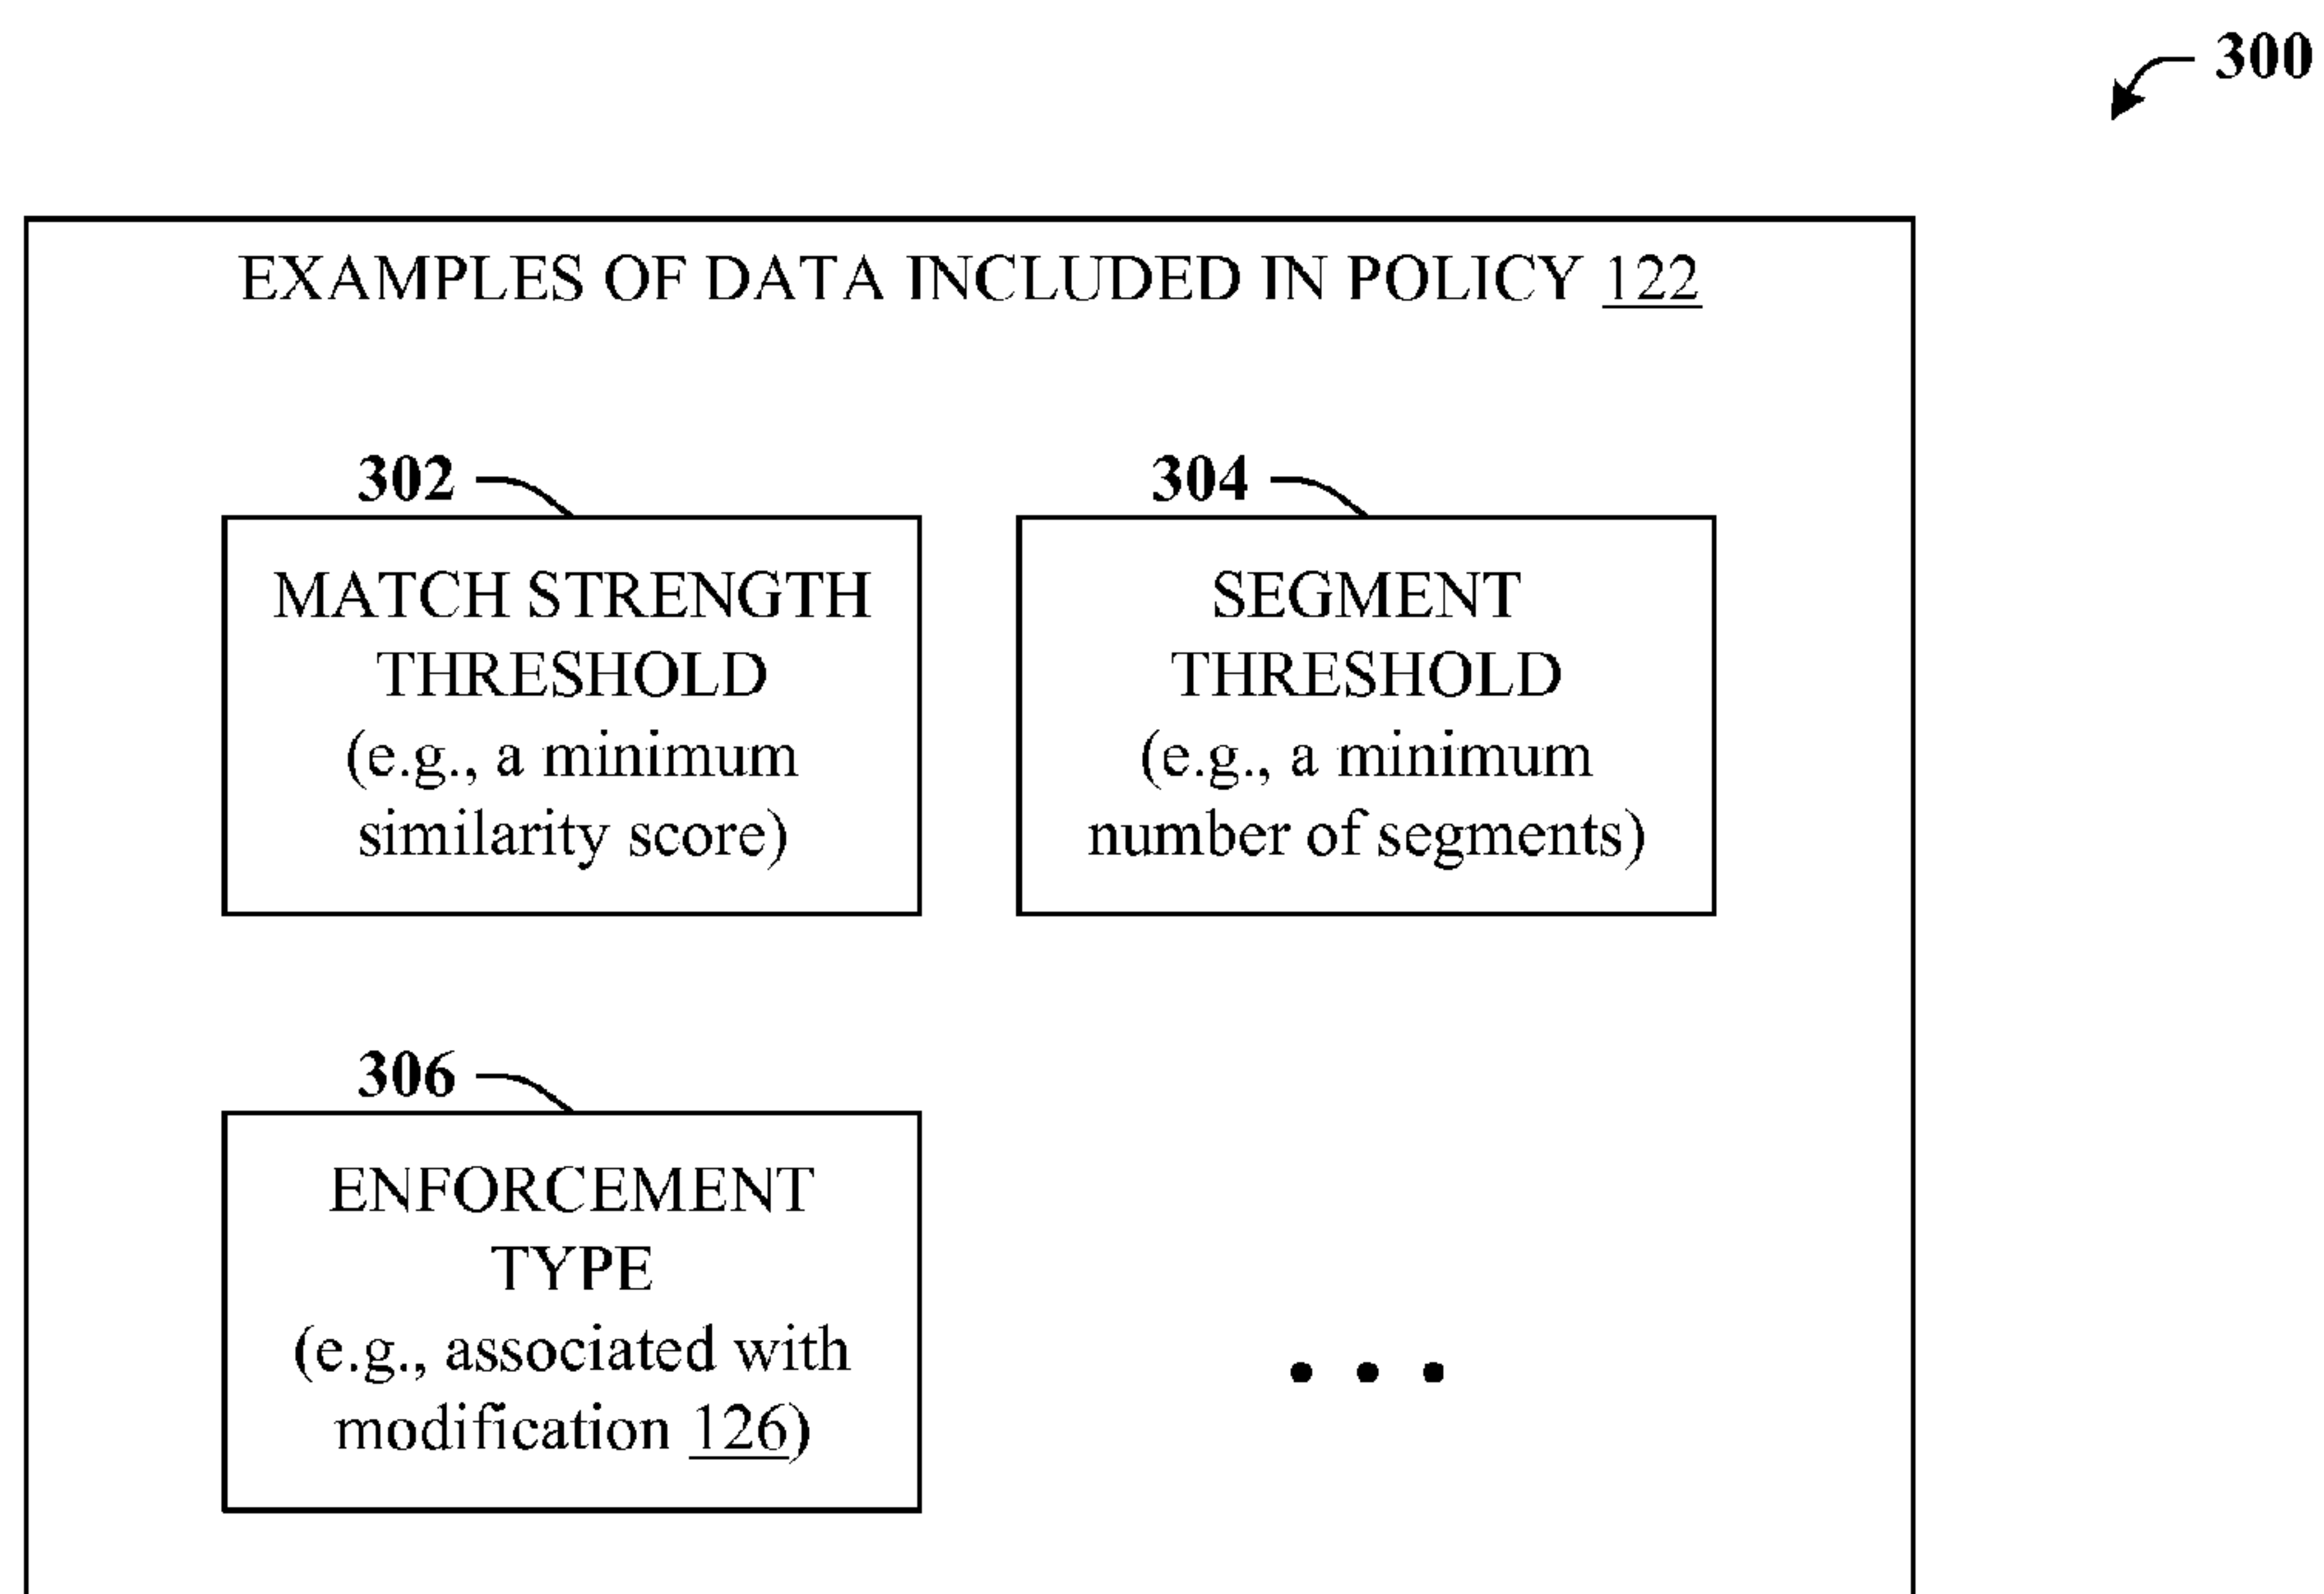 300
EXAMPLES OF DATA INCLUDED IN POLICY 122
302
MATCH STRENGTH
THRESHOLD
(e.g., a minimum
similarity score)
304
SEGMENT
THRESHOLD
(e.g., a minimum
number of segments)
306
ENFORCEMENT
TYPE
(e.g., associated with
modification 126)
• • •